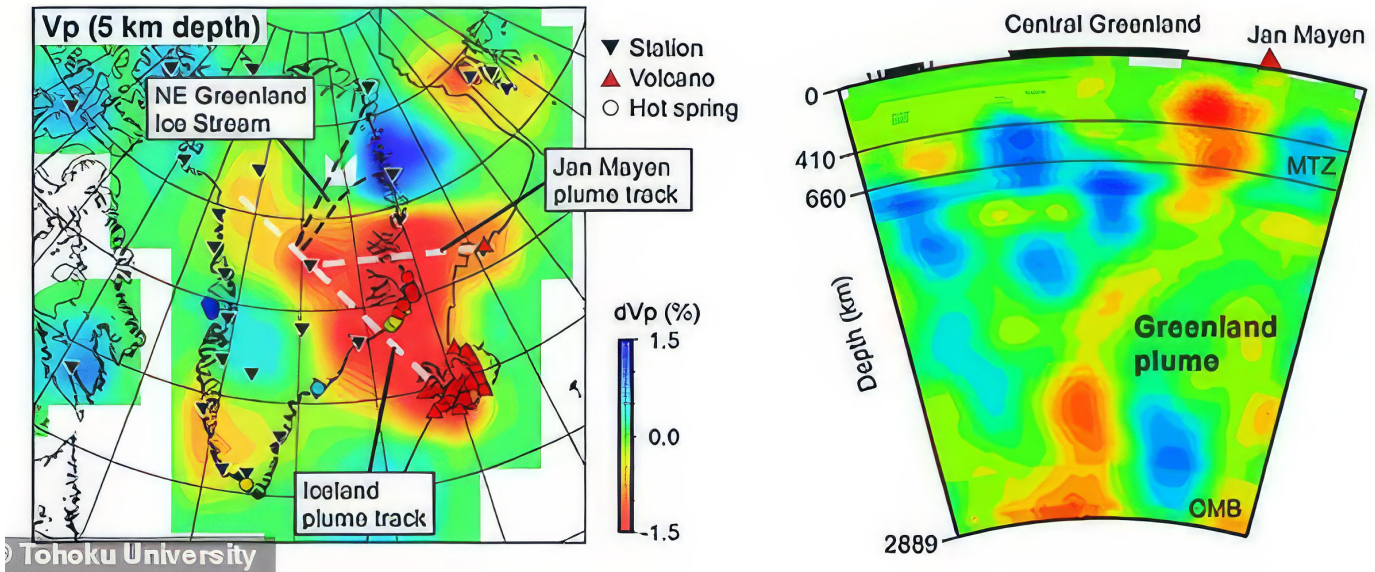 Vp (5 km depth)
NE Greenland
Ice Stream
Station
Volcano
Hot spring
Jan Mayen
plume track
dVp (%)
1.5
0.0
-1.5
Iceland
plume track
© Tohoku University
Central Greenland
Jan Mayen
0
410
660
MTZ
Depth (km)
Greenland
plume
CMB
2889